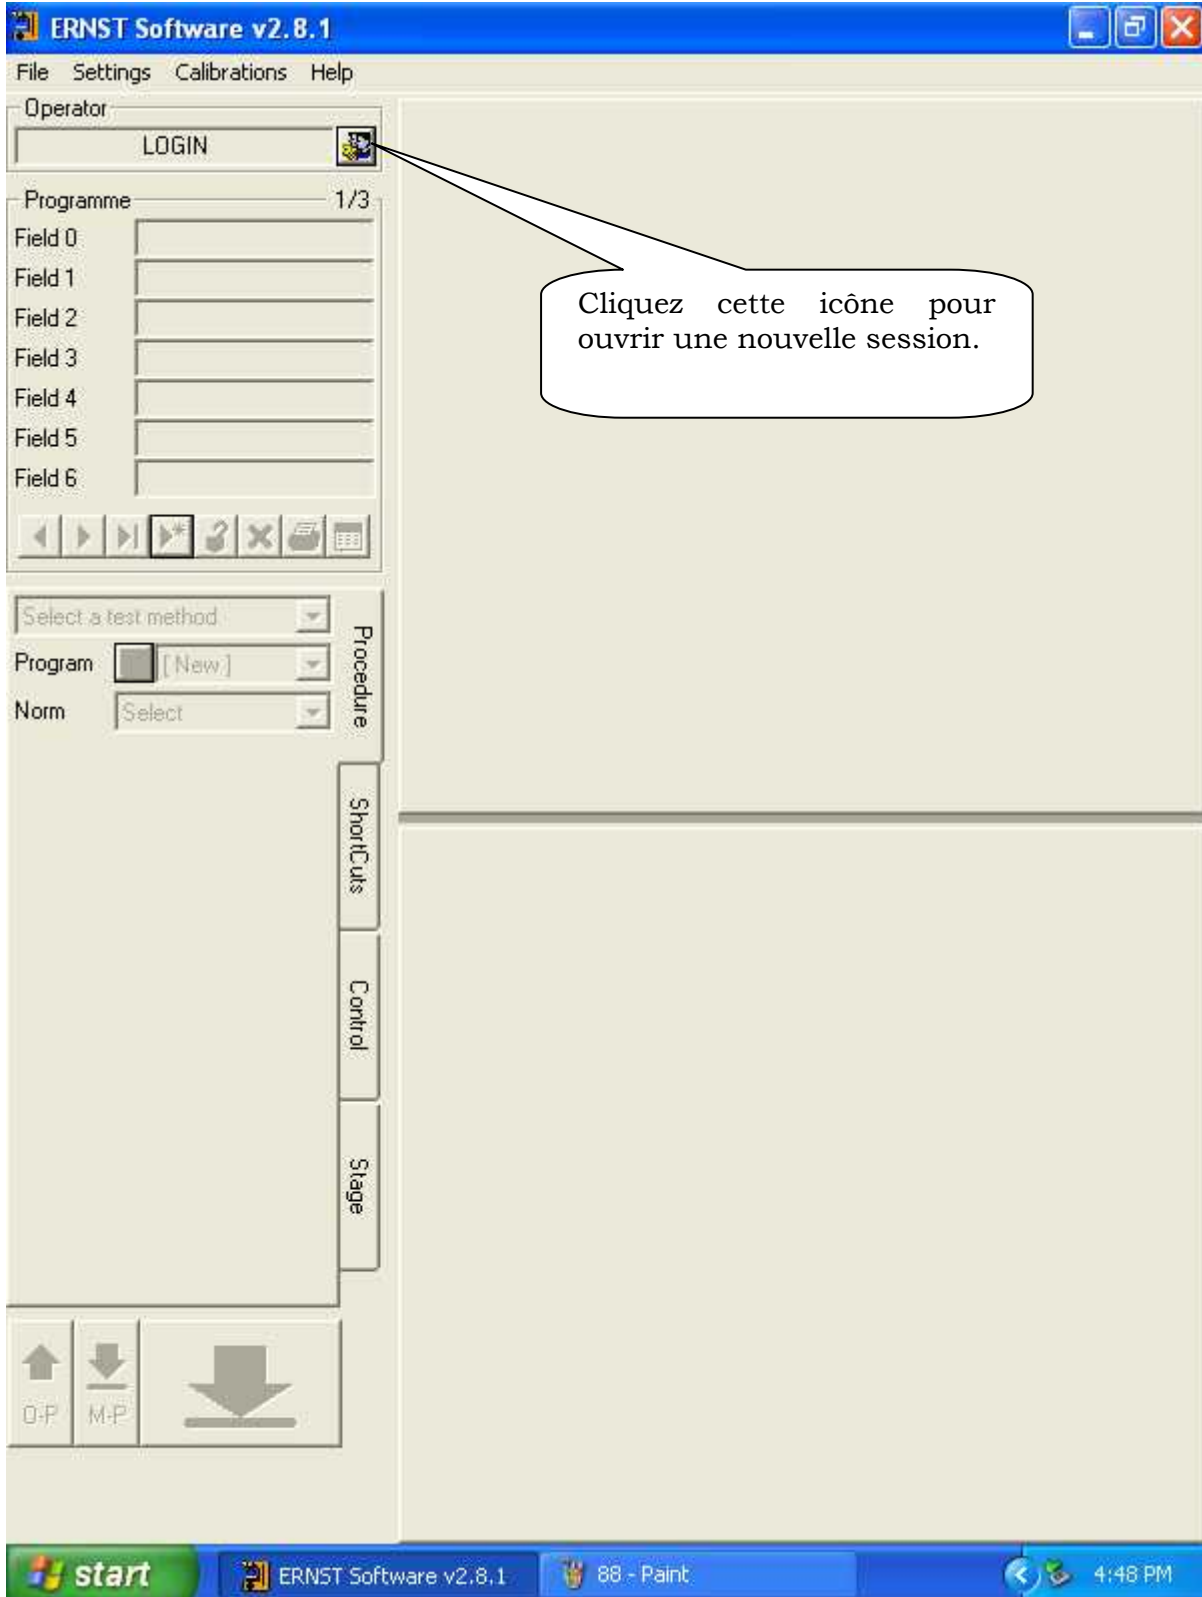 ERNST Software v2.8.1
File Settings Calibrations Help
Operator
LOGIN
Programme 1/3
Field 0
Field 1
Field 2
Field 3
Field 4
Field 5
Field 6
Cliquez cette icône pour
ouvrir une nouvelle session.
Select a test method
Program [ New ]
Norm Select
Procedure
ShortCuts
Control
Stage
O-P M-P
start ERNST Software v2.8.1 88 - Paint 4:48 PM